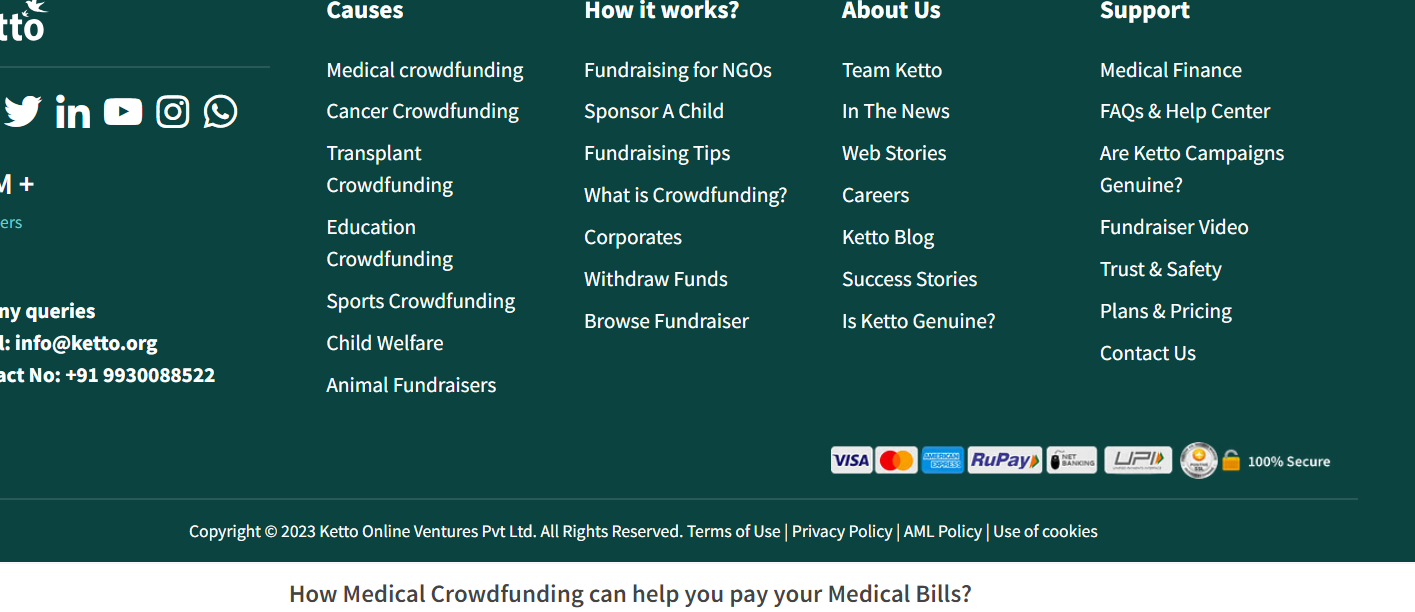 tto
M +
ers
ny queries
l: info@ketto.org
act No: +91 9930088522
Causes
Medical crowdfunding
Cancer Crowdfunding
Transplant
Crowdfunding
Education
Crowdfunding
Sports Crowdfunding
Child Welfare
Animal Fundraisers
How it works?
Fundraising for NGOs
Sponsor A Child
Fundraising Tips
What is Crowdfunding?
Corporates
Withdraw Funds
Browse Fundraiser
About Us
Team Ketto
In The News
Web Stories
Careers
Ketto Blog
Success Stories
Is Ketto Genuine?
Support
Medical Finance
FAQs & Help Center
Are Ketto Campaigns
Genuine?
Fundraiser Video
Trust & Safety
Plans & Pricing
Contact Us
VISA AMERICAN EXPRESS RuPay NET BANKING UPI 100% Secure
Copyright © 2023 Ketto Online Ventures Pvt Ltd. All Rights Reserved. Terms of Use | Privacy Policy | AML Policy | Use of cookies
How Medical Crowdfunding can help you pay your Medical Bills?